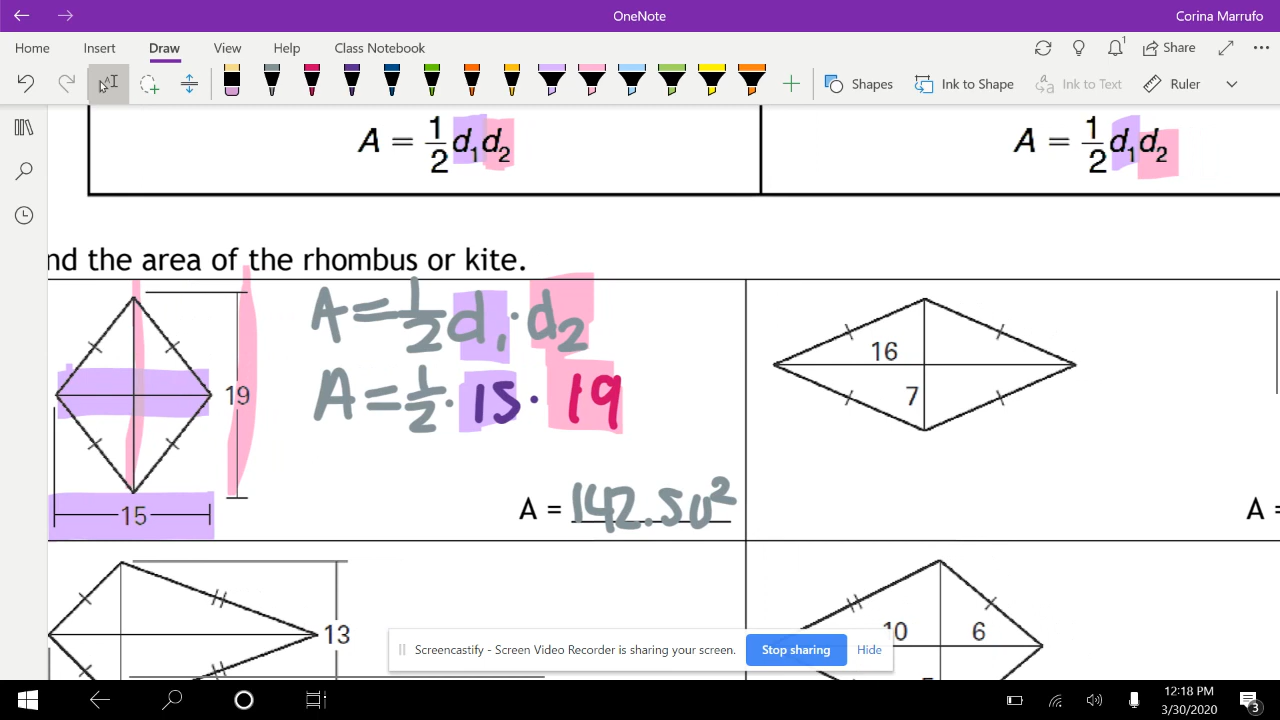 OneNote
Corina Marrufo
Home Insert Draw View Help Class Notebook
1 Share
Shapes Ink to Shape Ink to Text Ruler
A = 1/2 d₁d₂
A = 1/2 d₁d₂
nd the area of the rhombus or kite.
A = 1/2 d₁ · d₂
19
A = 1/2 · 15 · 19
15
A = 142.5u²
16
7
A =
13
10
6
Screencastify - Screen Video Recorder is sharing your screen. Stop sharing Hide
12:18 PM
3/30/2020
3